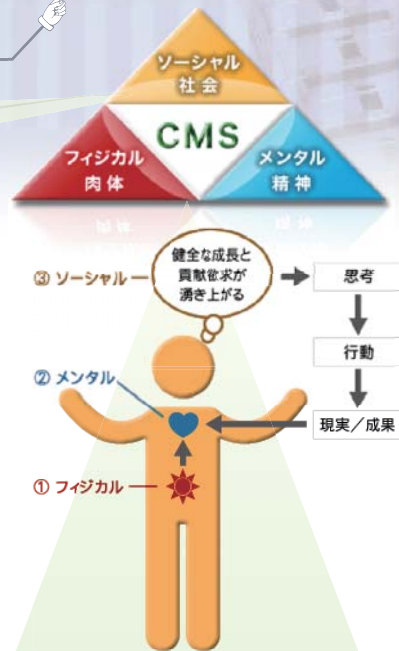 ソーシャル
社会
CMS
フィジカル
肉体
メンタル
精神
健全な成長と
貢献欲求が
湧き上がる
③ ソーシャル
思考
行動
② メンタル
現実／成果
① フィジカル